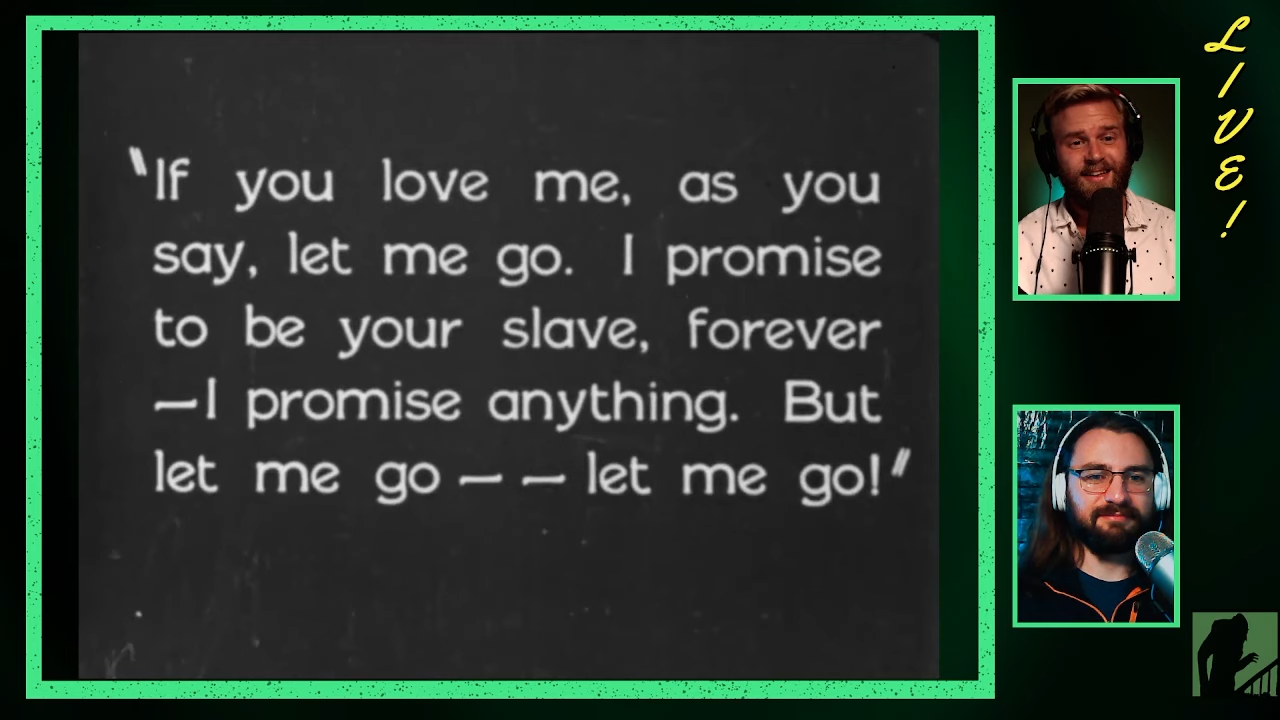 "If you love me, as you
say, let me go. I promise
to be your slave, forever
—I promise anything. But
let me go — — let me go!"
LIVE!